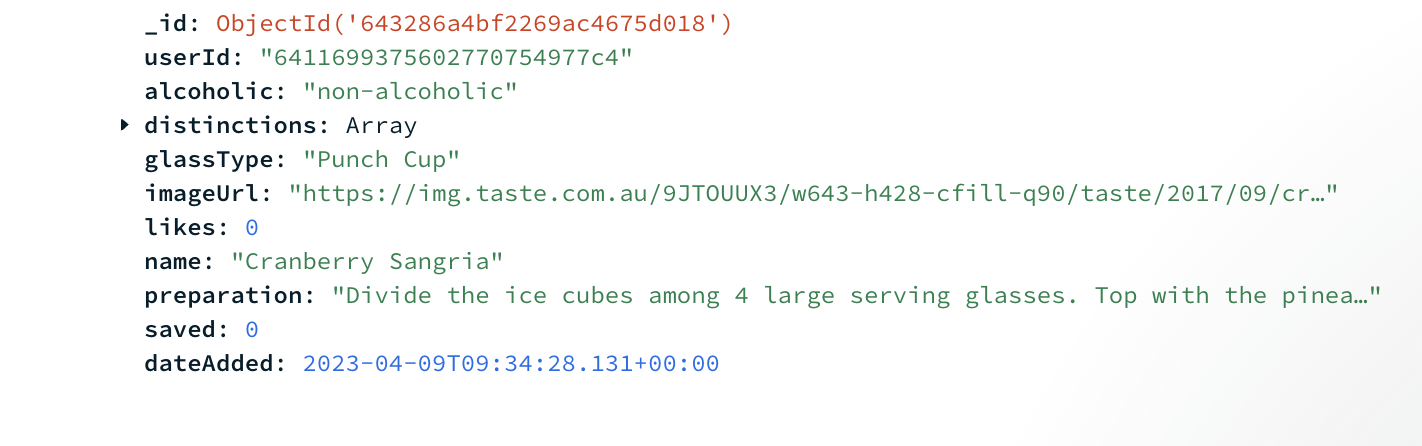 _id: ObjectId('643286a4bf2269ac4675d018')
userId: "6411699375602770754977c4"
alcoholic: "non-alcoholic"
distinctions: Array
glassType: "Punch Cup"
imageUrl: "https://img.taste.com.au/9JTOUUX3/w643-h428-cfill-q90/taste/2017/09/cr…"
likes: 0
name: "Cranberry Sangria"
preparation: "Divide the ice cubes among 4 large serving glasses. Top with the pinea…"
saved: 0
dateAdded: 2023-04-09T09:34:28.131+00:00